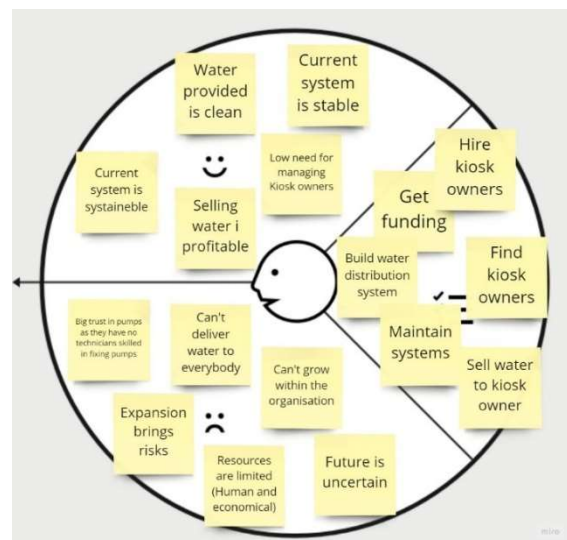 Water
provided
is clean
Current
system
is stable
Current
system is
systaineble
Low need for
managing
Kiosk owners
Selling
water i
profitable
Hire
kiosk
owners
Get
funding
Find
kiosk
owners
Build water
distribution
system
Maintain
systems
Sell water
to kiosk
owner
Big trust in pumps
as they have no
technicians skilled
in fixing pumps
Can't
deliver
water to
everybody
Can't grow
within the
organisation
Expansion
brings
risks
Resources
are limited
(Human and
economical)
Future is
uncertain
miro